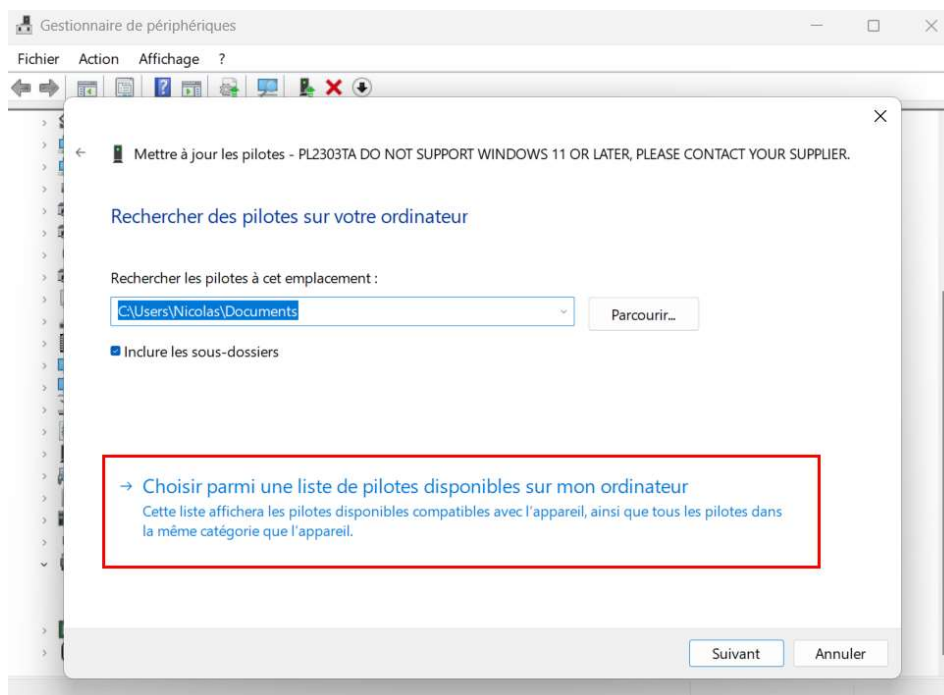 Gestionnaire de périphériques
Fichier Action Affichage ?
Mettre à jour les pilotes - PL2303TA DO NOT SUPPORT WINDOWS 11 OR LATER, PLEASE CONTACT YOUR SUPPLIER.
Rechercher des pilotes sur votre ordinateur
Rechercher les pilotes à cet emplacement :
C:\Users\Nicolas\Documents
Parcourir...
Inclure les sous-dossiers
Choisir parmi une liste de pilotes disponibles sur mon ordinateur
Cette liste affichera les pilotes disponibles compatibles avec l'appareil, ainsi que tous les pilotes dans
la même catégorie que l'appareil.
Suivant Annuler